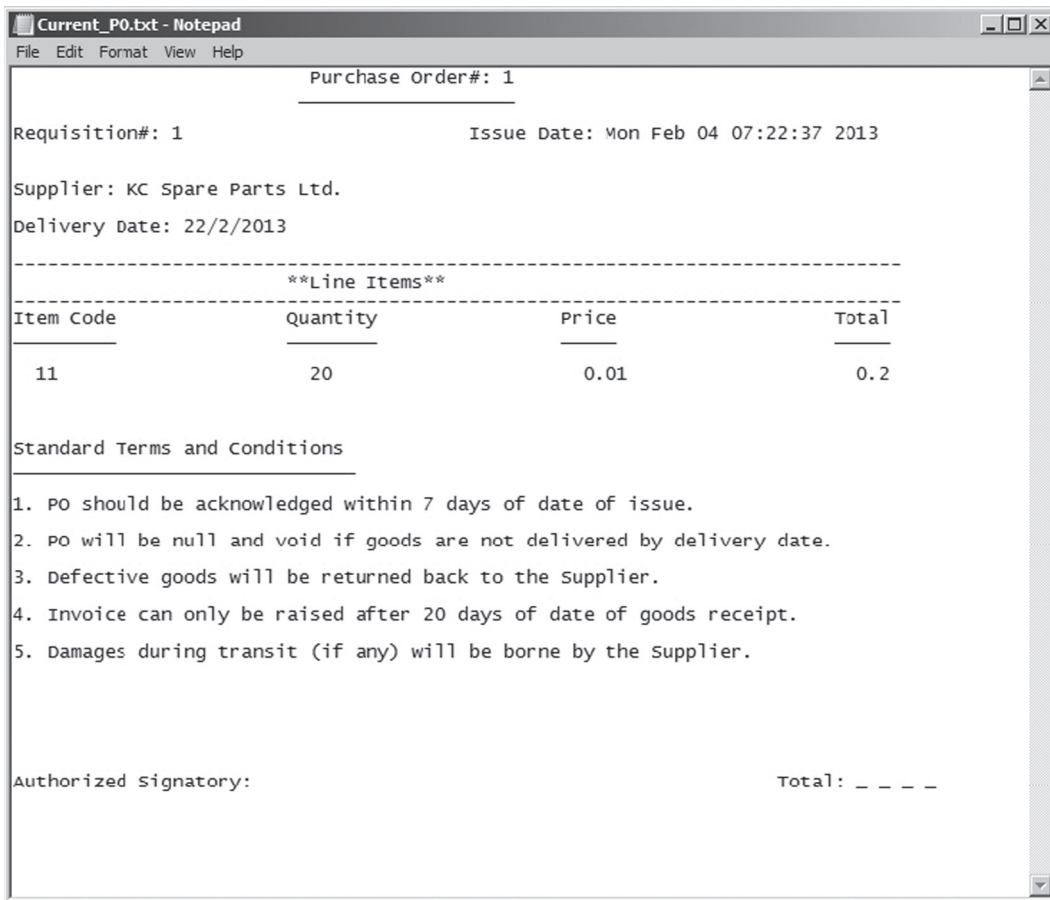 Current_PO.txt - Notepad
File Edit Format View Help
Purchase Order#: 1
Requisition#: 1 Issue Date: Mon Feb 04 07:22:37 2013
Supplier: KC Spare Parts Ltd.
Delivery Date: 22/2/2013
--------------------------------------------------------------------------------
**Line Items**
--------------------------------------------------------------------------------
Item Code Quantity Price Total
11 20 0.01 0.2
Standard Terms and Conditions
1. PO should be acknowledged within 7 days of date of issue.
2. PO will be null and void if goods are not delivered by delivery date.
3. Defective goods will be returned back to the Supplier.
4. Invoice can only be raised after 20 days of date of goods receipt.
5. Damages during transit (if any) will be borne by the Supplier.
Authorized Signatory: Total: _ _ _ _